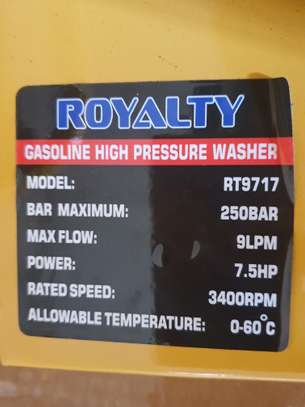 ROYALTY
GASOLINE HIGH PRESSURE WASHER
MODEL: RT9717
BAR MAXIMUM: 250BAR
MAX FLOW: 9LPM
POWER: 7.5HP
RATED SPEED: 3400RPM
ALLOWABLE TEMPERATURE: 0-60°C